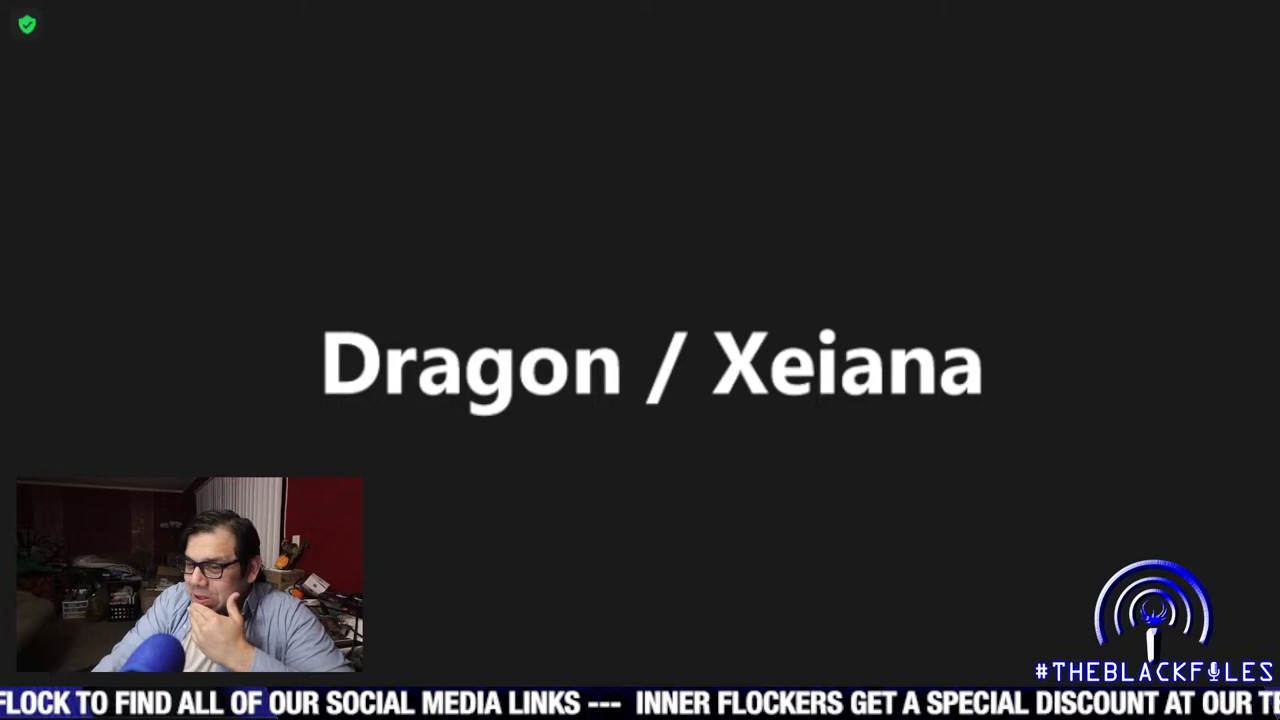 Dragon / Xeiana
#THEBLACKFILES
FLOCK TO FIND ALL OF OUR SOCIAL MEDIA LINKS --- INNER FLOCKERS GET A SPECIAL DISCOUNT AT OUR